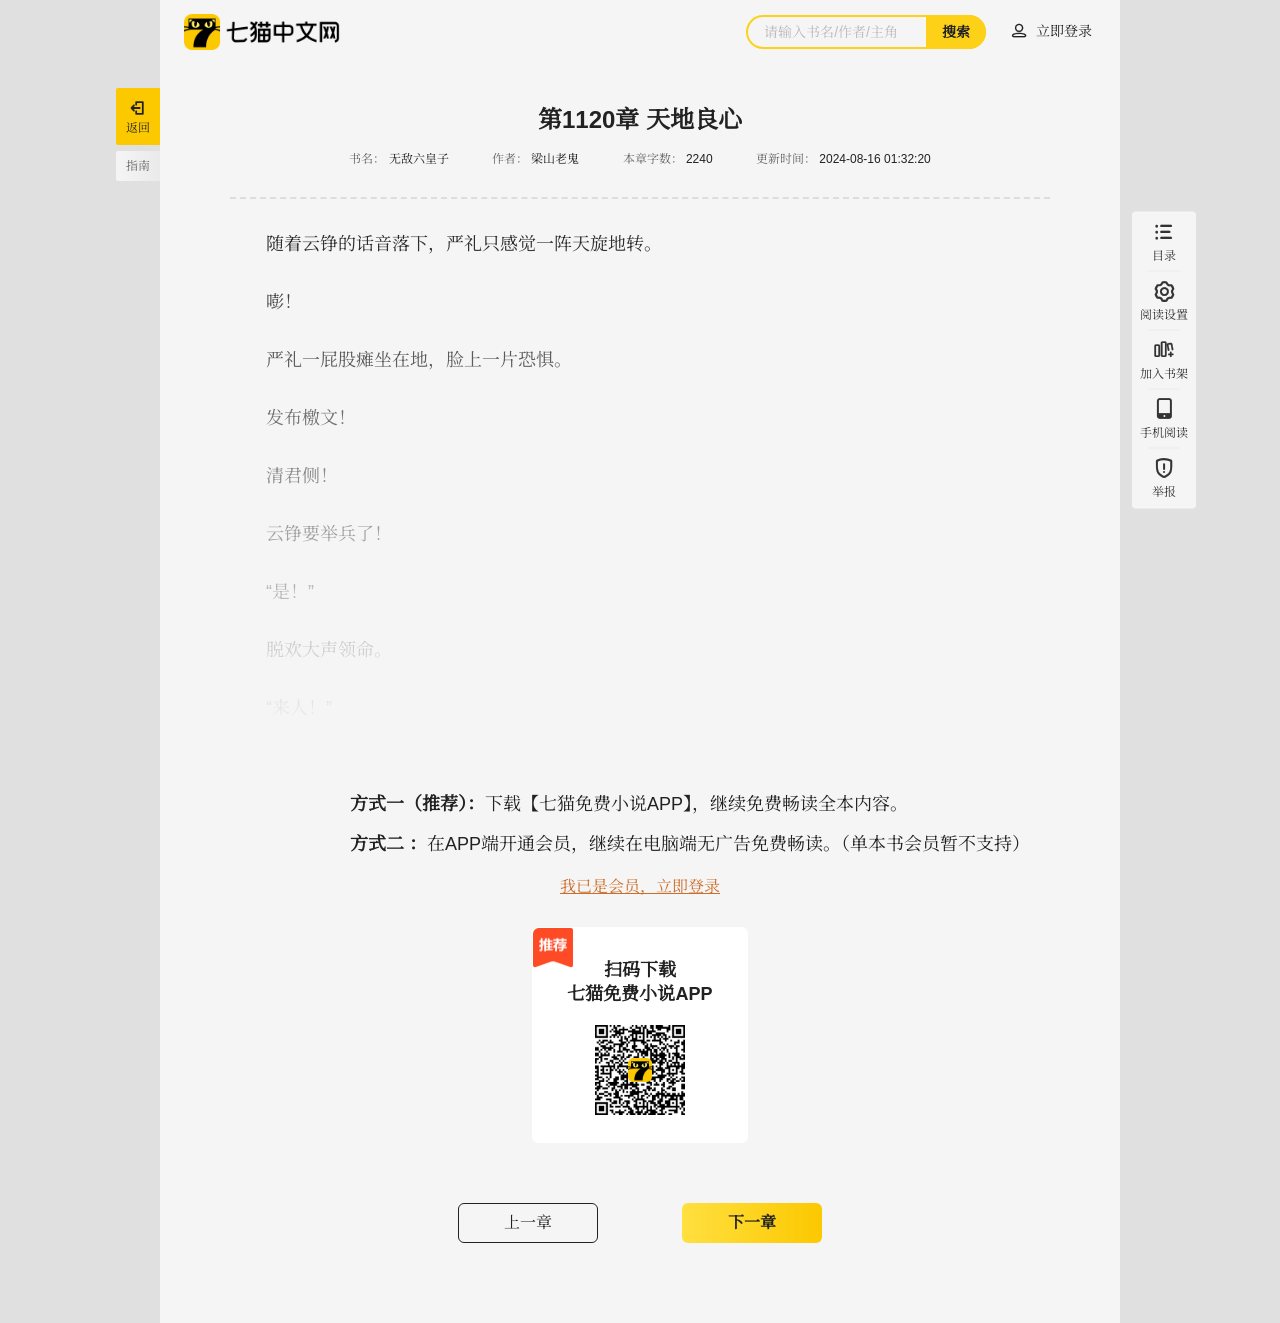 七猫中文网
请输入书名/作者/主角
搜索
立即登录
返回
指南
第1120章 天地良心
书名： 无敌六皇子 作者： 梁山老鬼 本章字数： 2240 更新时间： 2024-08-16 01:32:20
随着云铮的话音落下，严礼只感觉一阵天旋地转。
嘭！
严礼一屁股瘫坐在地，脸上一片恐惧。
发布檄文！
清君侧！
云铮要举兵了！
“是！”
脱欢大声领命。
“来人！”
目录
阅读设置
加入书架
手机阅读
举报
方式一（推荐）：下载【七猫免费小说APP】，继续免费畅读全本内容。
方式二 ：在APP端开通会员，继续在电脑端无广告免费畅读。（单本书会员暂不支持）
我已是会员，立即登录
推荐
扫码下载
七猫免费小说APP
上一章
下一章